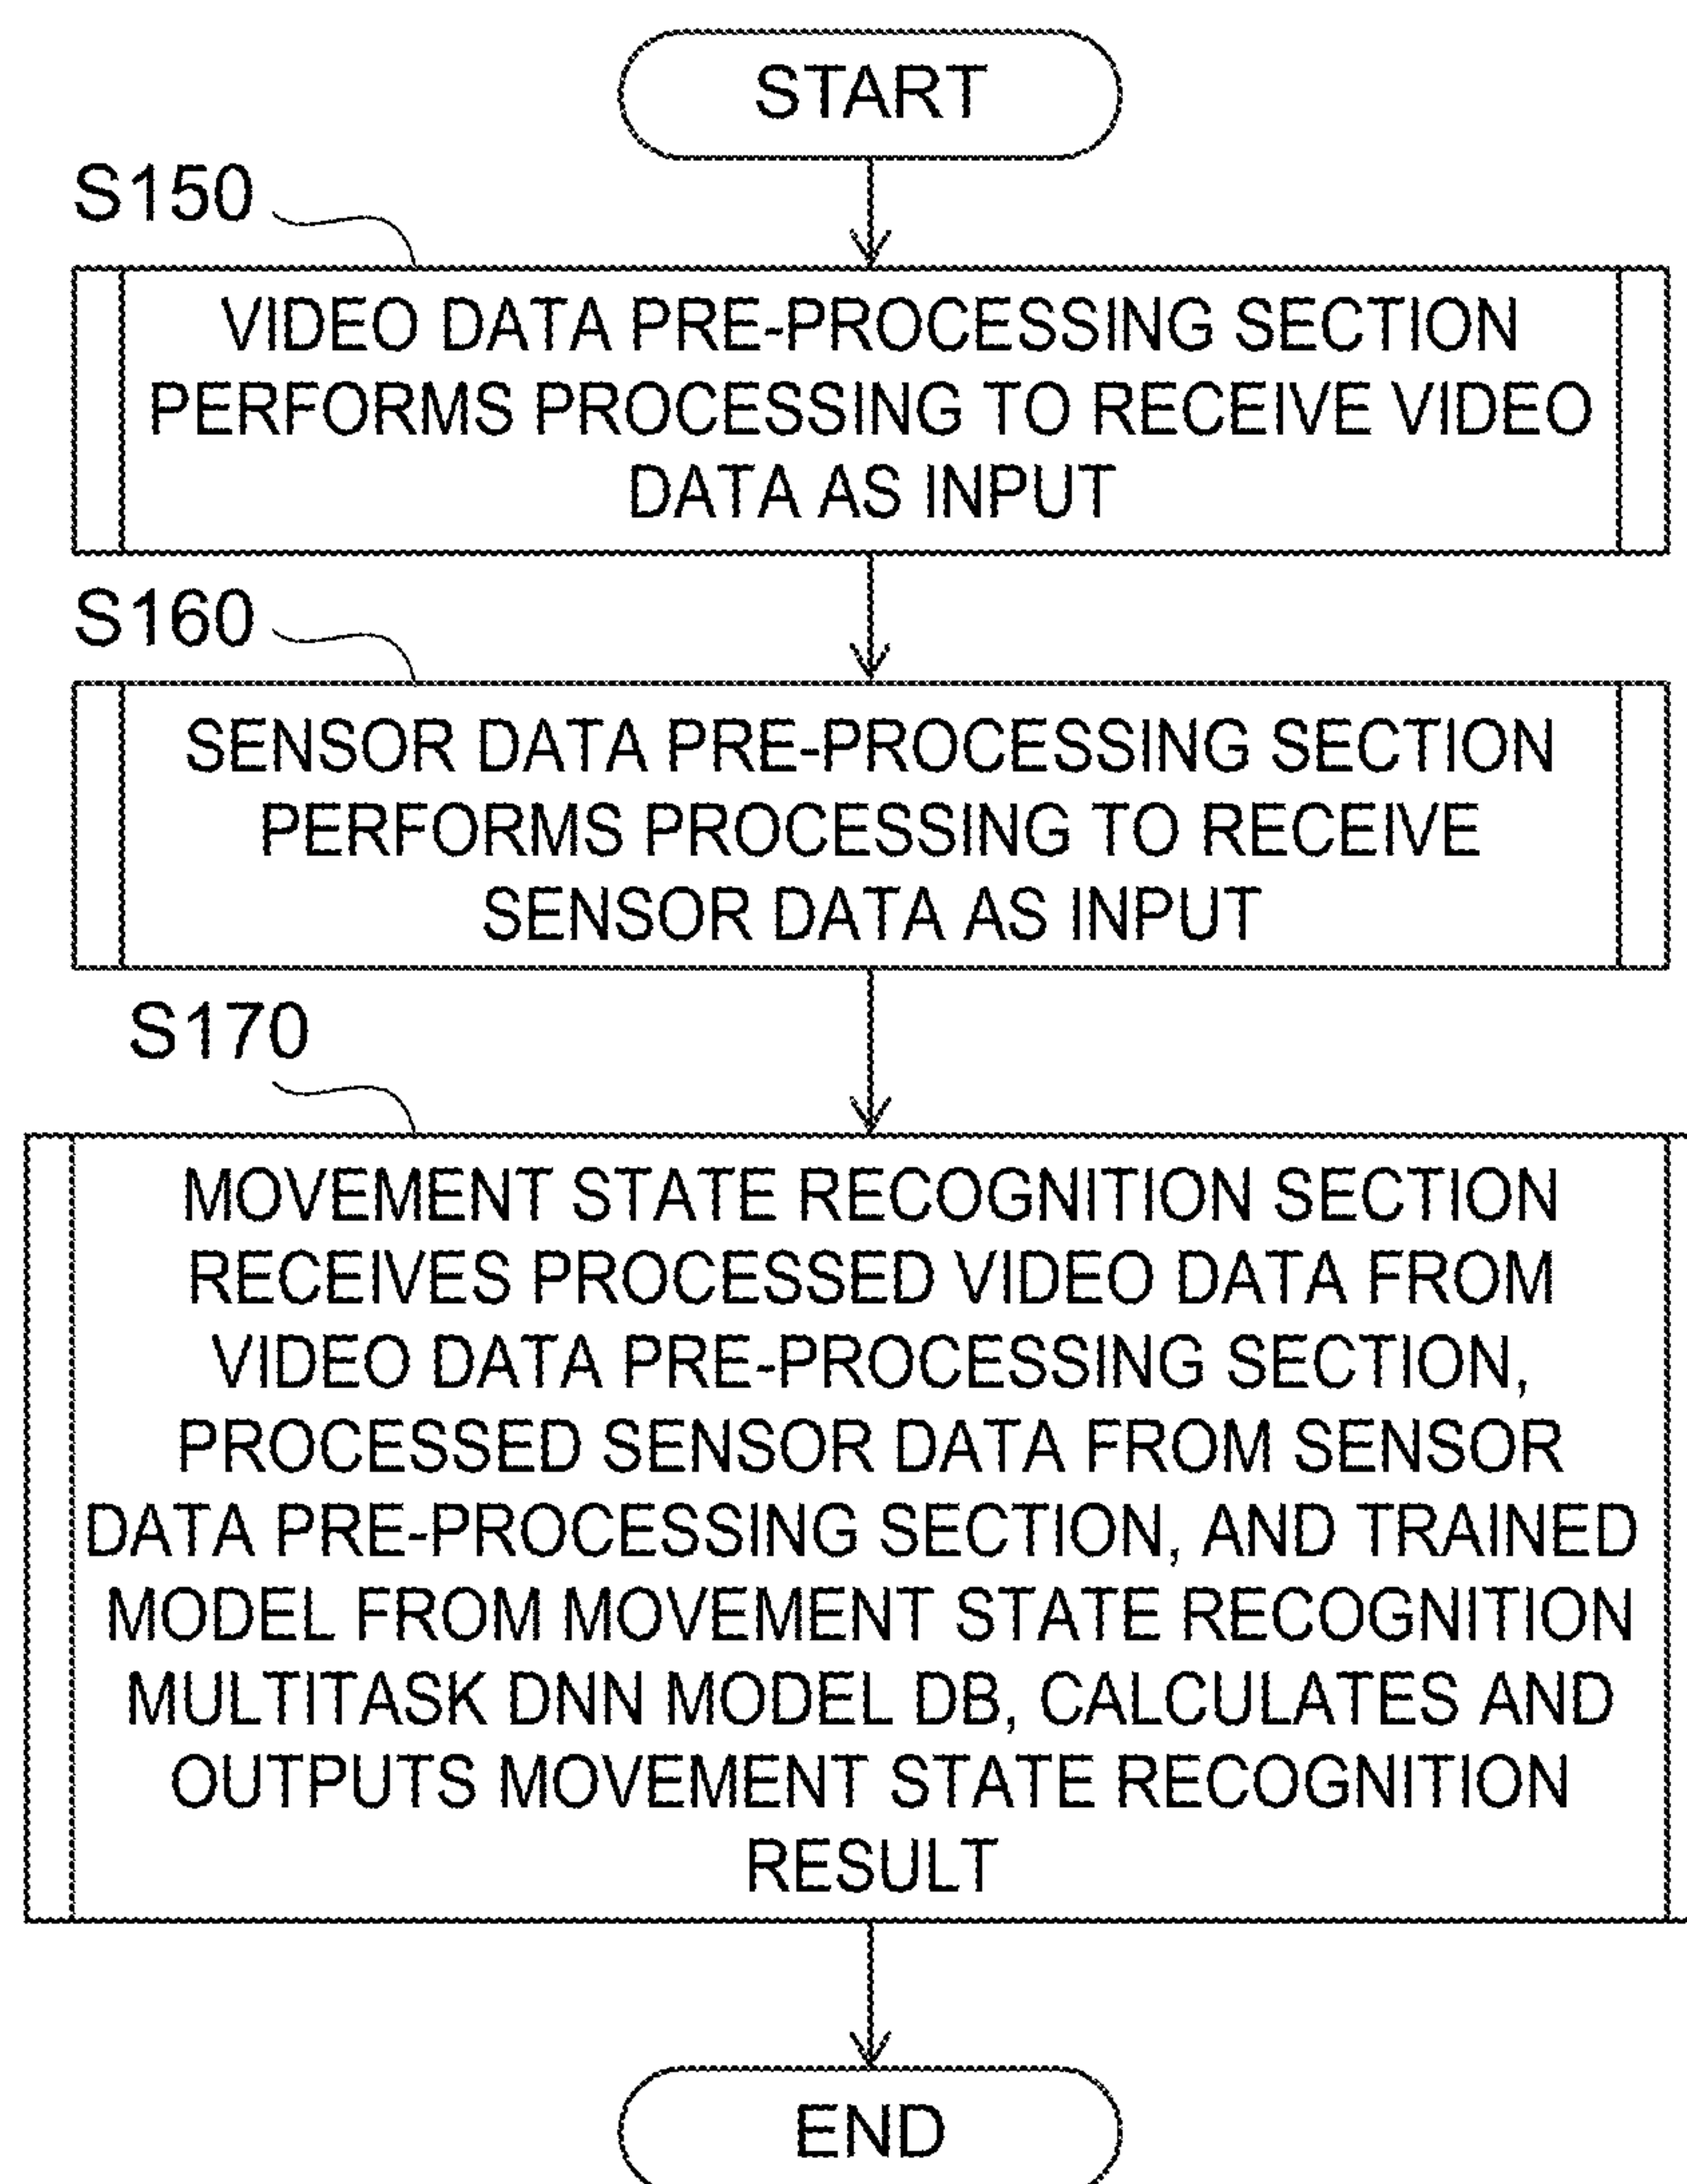 START
S150
VIDEO DATA PRE-PROCESSING SECTION
PERFORMS PROCESSING TO RECEIVE VIDEO
DATA AS INPUT
S160
SENSOR DATA PRE-PROCESSING SECTION
PERFORMS PROCESSING TO RECEIVE
SENSOR DATA AS INPUT
S170
MOVEMENT STATE RECOGNITION SECTION
RECEIVES PROCESSED VIDEO DATA FROM
VIDEO DATA PRE-PROCESSING SECTION,
PROCESSED SENSOR DATA FROM SENSOR
DATA PRE-PROCESSING SECTION, AND TRAINED
MODEL FROM MOVEMENT STATE RECOGNITION
MULTITASK DNN MODEL DB, CALCULATES AND
OUTPUTS MOVEMENT STATE RECOGNITION
RESULT
END